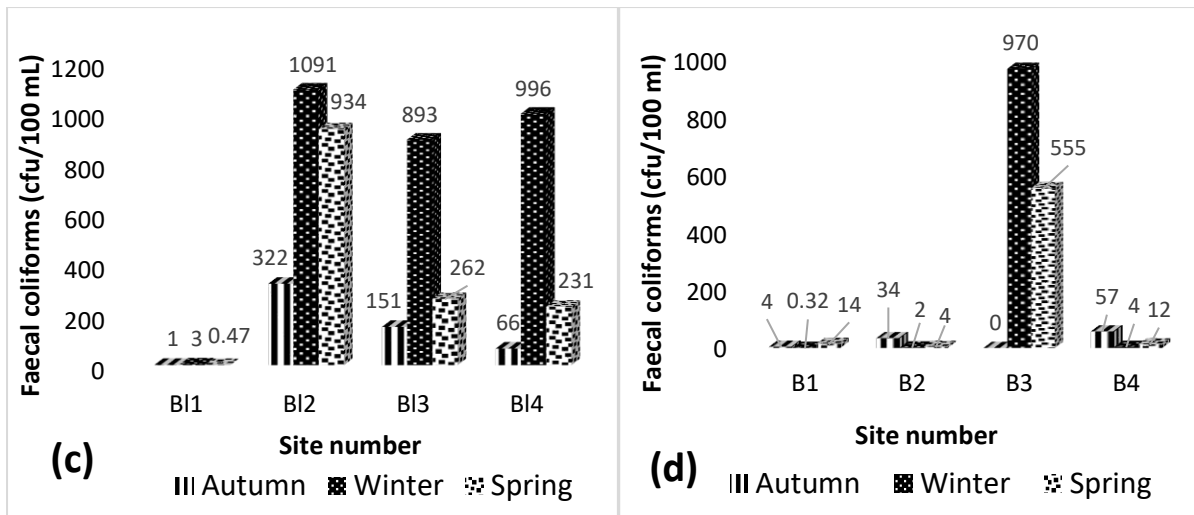 Faecal coliforms (cfu/100 mL)
1200
1000
800
600
400
200
0
1 3 0.47
322 1091 934
151 893 262
66 996 231
Bl1 Bl2 Bl3 Bl4
Site number
(c)
Autumn Winter Spring
Faecal coliforms (cfu/100 ml)
1000
800
600
400
200
0
4 0.32 14
34 2 4
0 970 555
57 4 12
B1 B2 B3 B4
Site number
(d)
Autumn Winter Spring